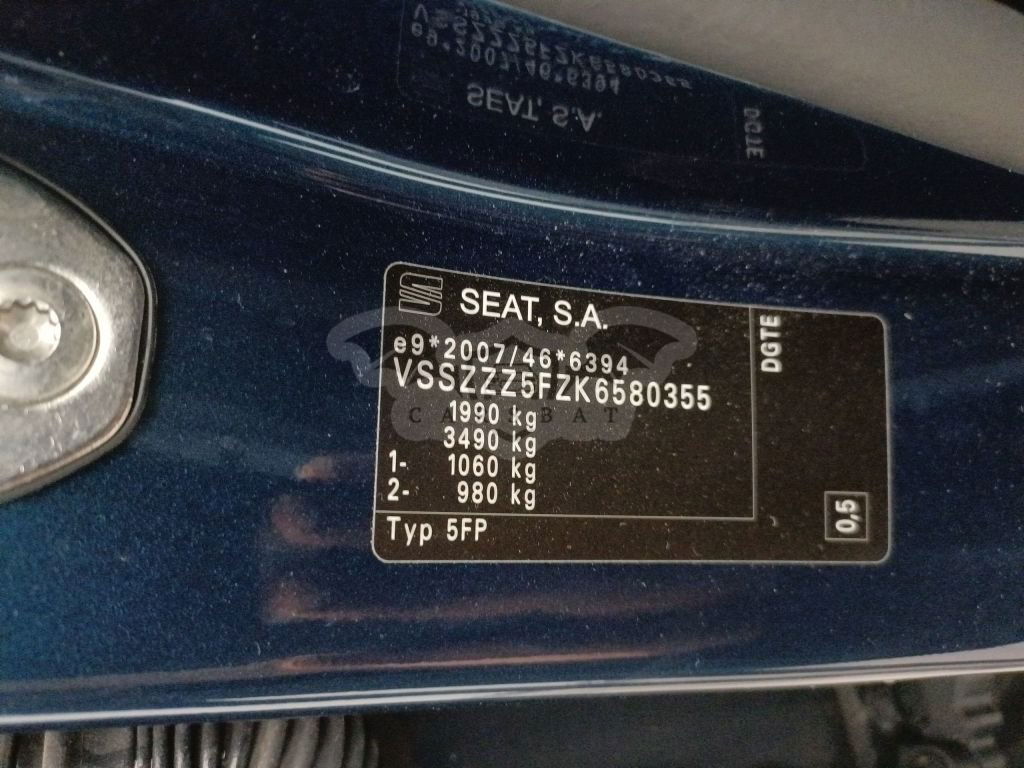 SEAT, S.A.
e9*2007/46*6394
VSSZZZ5FZK6580355
1990 kg
3490 kg
1- 1060 kg
2- 980 kg
Typ 5FP
DGTE
0,5